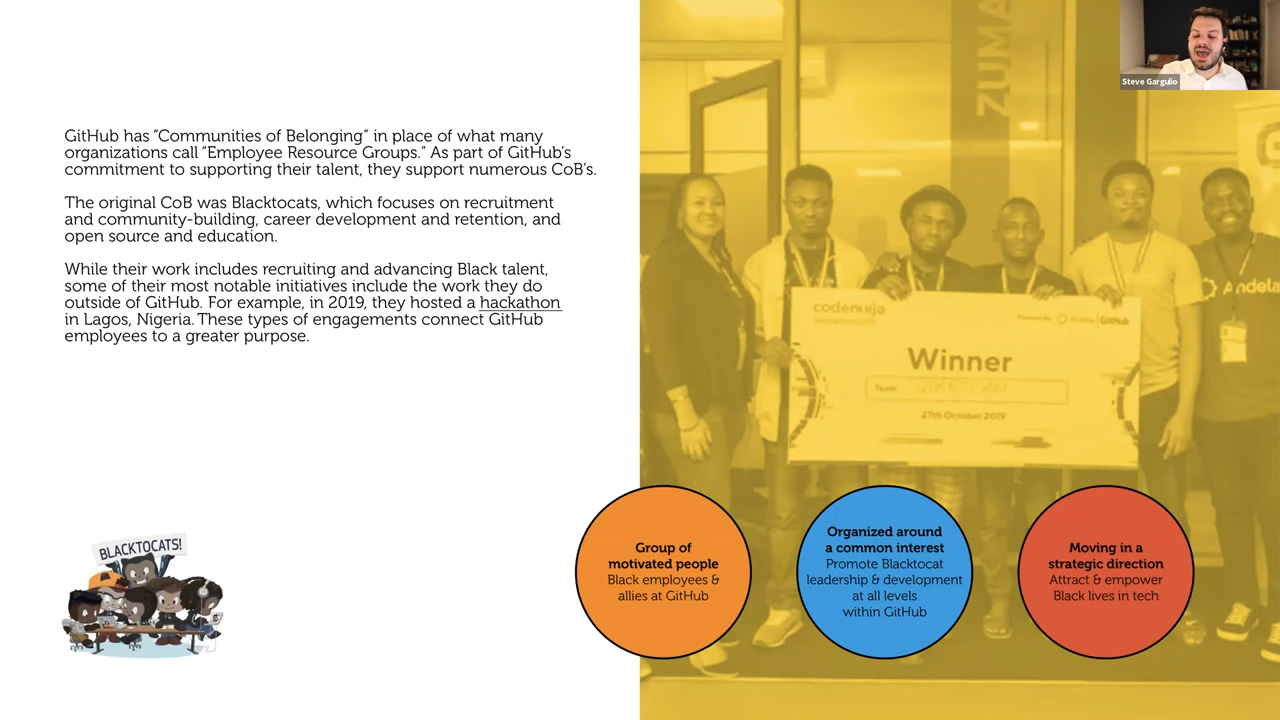 GitHub has “Communities of Belonging” in place of what many
organizations call “Employee Resource Groups.” As part of GitHub’s
commitment to supporting their talent, they support numerous CoB’s.
The original CoB was Blacktocats, which focuses on recruitment
and community-building, career development and retention, and
open source and education.
While their work includes recruiting and advancing Black talent,
some of their most notable initiatives include the work they do
outside of GitHub. For example, in 2019, they hosted a hackathon
in Lagos, Nigeria. These types of engagements connect GitHub
employees to a greater purpose.
BLACKTOCATS!
ZUMA
Steve Gargulio
Andela
codenaija
GitHub
Winner
Team:
27th October 2019
Group of
motivated people
Black employees &
allies at GitHub
Organized around
a common interest
Promote Blacktocat
leadership & development
at all levels
within GitHub
Moving in a
strategic direction
Attract & empower
Black lives in tech